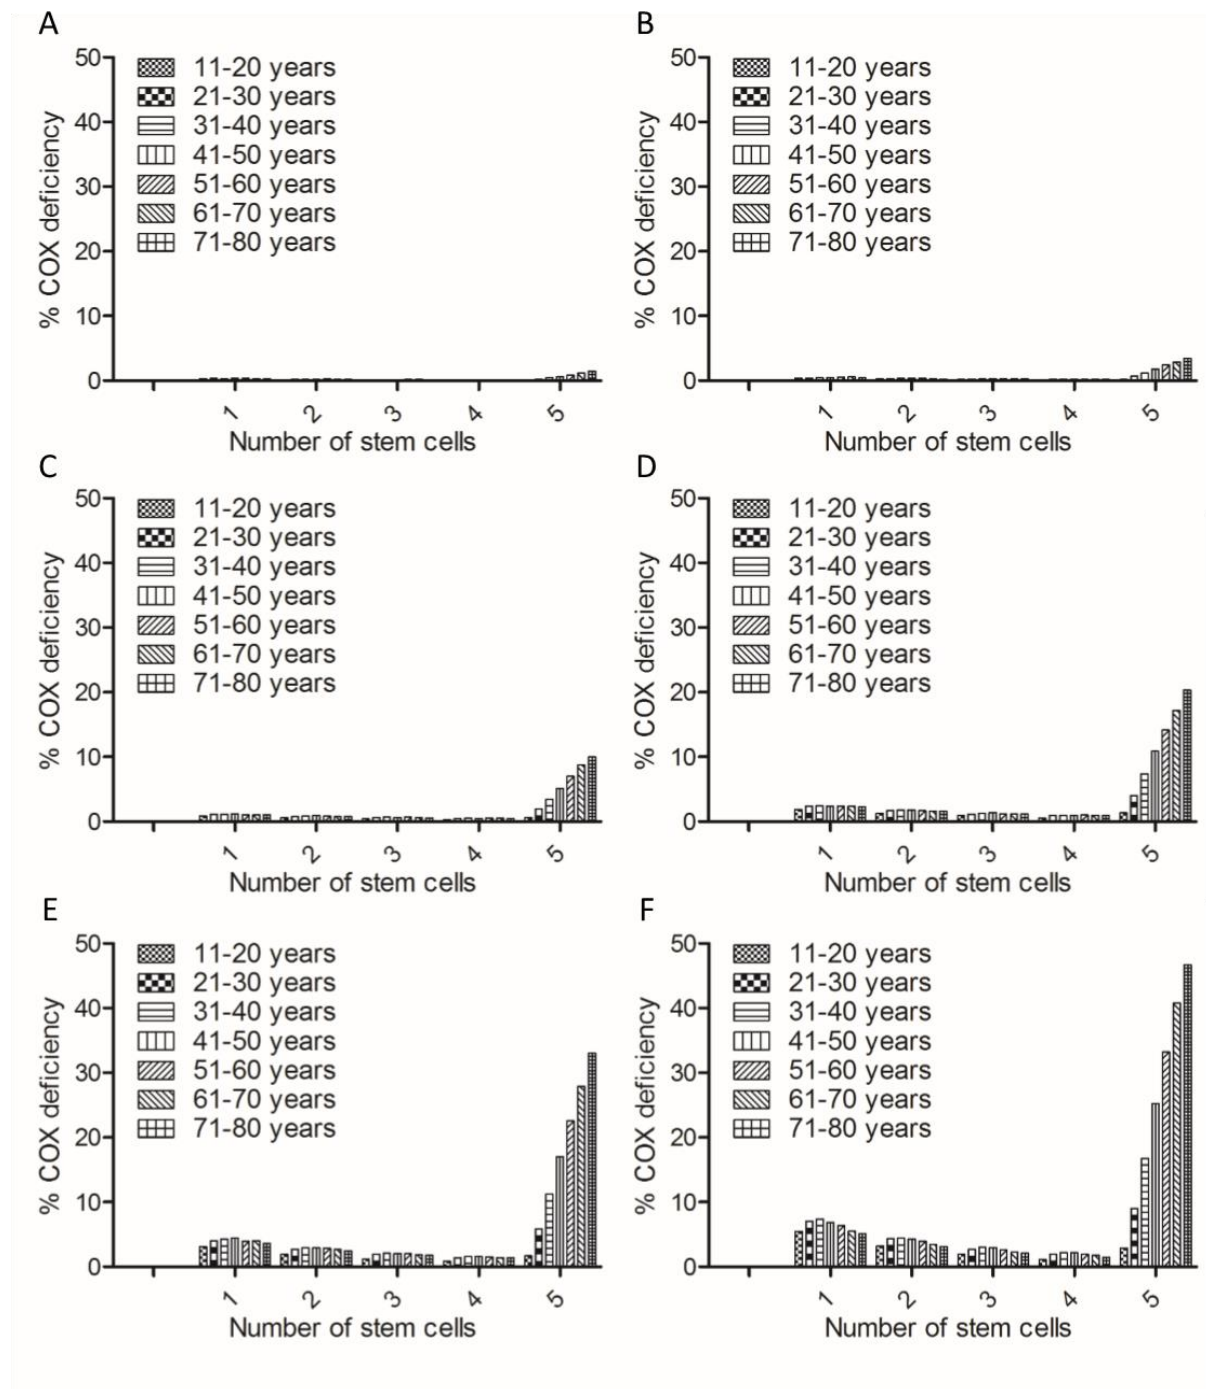 A
50
40
30
20
10
0
% COX deficiency
11-20 years
21-30 years
31-40 years
41-50 years
51-60 years
61-70 years
71-80 years
1 2 3 4 5
Number of stem cells
B
50
40
30
20
10
0
% COX deficiency
11-20 years
21-30 years
31-40 years
41-50 years
51-60 years
61-70 years
71-80 years
1 2 3 4 5
Number of stem cells
C
50
40
30
20
10
0
% COX deficiency
11-20 years
21-30 years
31-40 years
41-50 years
51-60 years
61-70 years
71-80 years
1 2 3 4 5
Number of stem cells
D
50
40
30
20
10
0
% COX deficiency
11-20 years
21-30 years
31-40 years
41-50 years
51-60 years
61-70 years
71-80 years
1 2 3 4 5
Number of stem cells
E
50
40
30
20
10
0
% COX deficiency
11-20 years
21-30 years
31-40 years
41-50 years
51-60 years
61-70 years
71-80 years
1 2 3 4 5
Number of stem cells
F
50
40
30
20
10
0
% COX deficiency
11-20 years
21-30 years
31-40 years
41-50 years
51-60 years
61-70 years
71-80 years
1 2 3 4 5
Number of stem cells